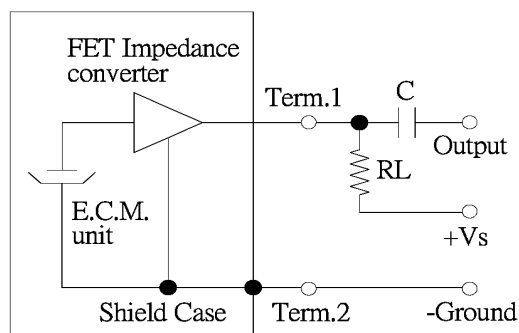 FET Impedance
converter
Term.1
C
Output
RL
+Vs
E.C.M.
unit
Shield Case
Term.2
-Ground